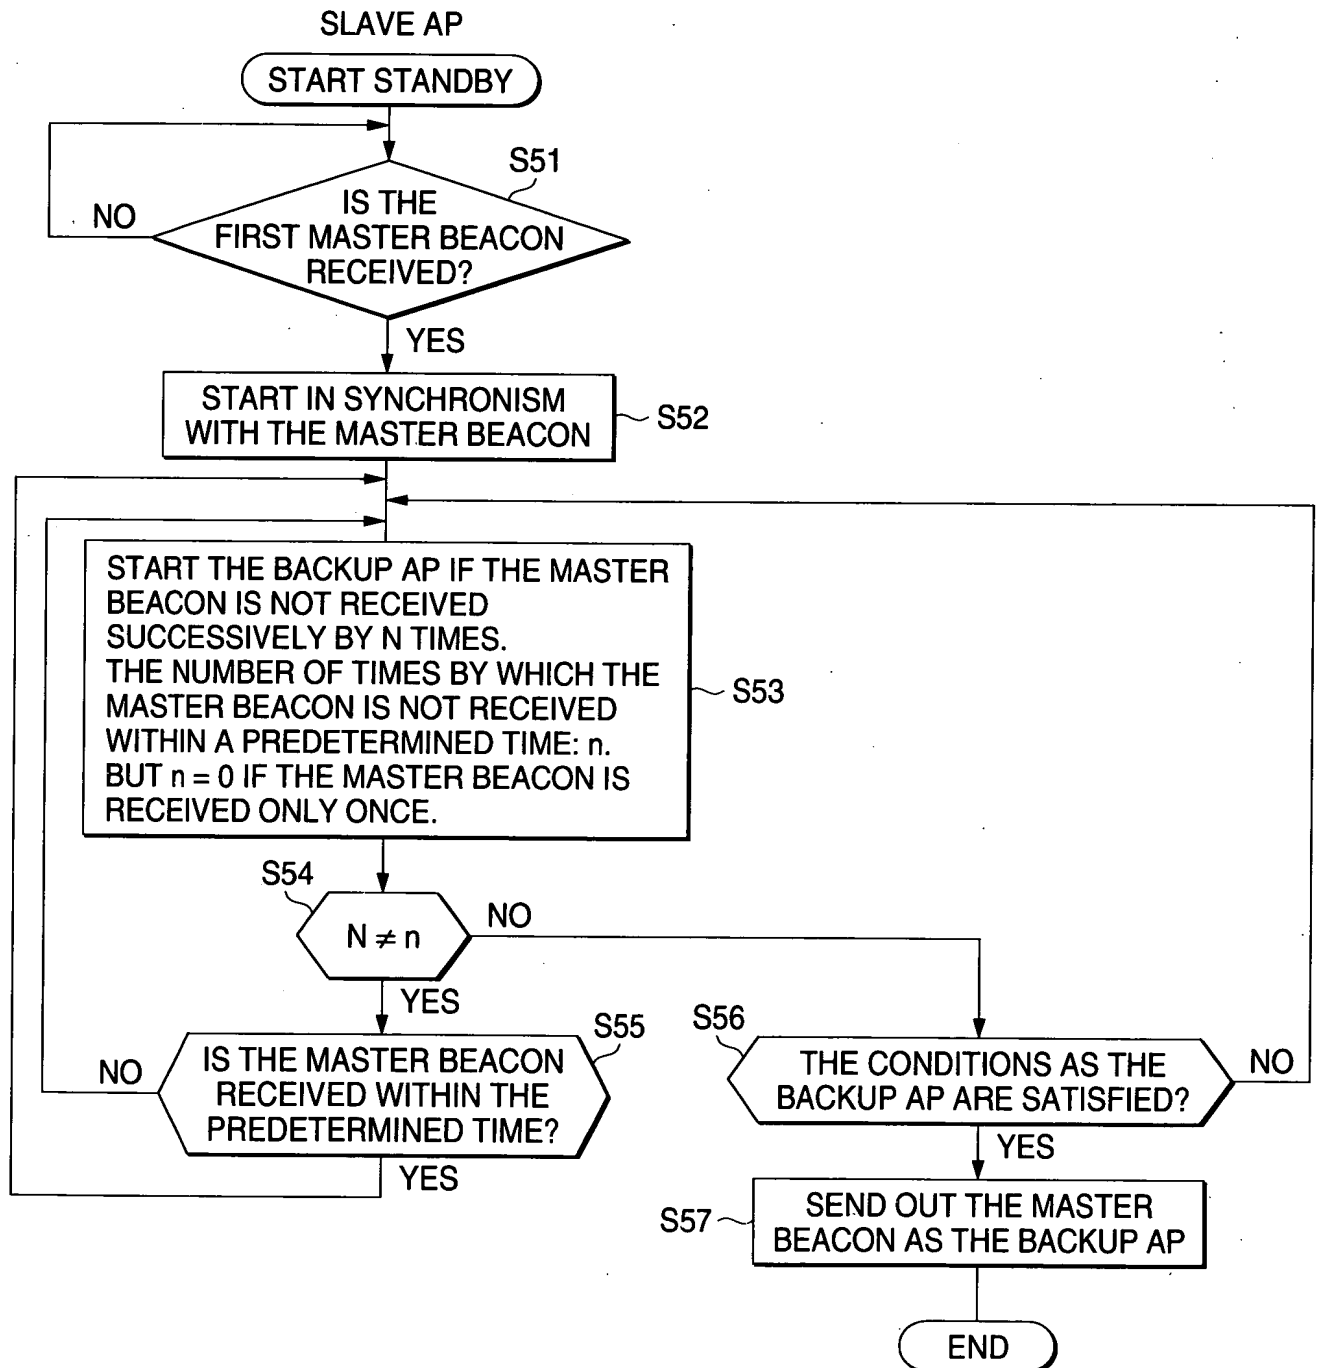 SLAVE AP
START STANDBY
S51
IS THE
FIRST MASTER BEACON
RECEIVED?
NO
YES
START IN SYNCHRONISM
WITH THE MASTER BEACON
S52
START THE BACKUP AP IF THE MASTER
BEACON IS NOT RECEIVED
SUCCESSIVELY BY N TIMES.
THE NUMBER OF TIMES BY WHICH THE
MASTER BEACON IS NOT RECEIVED
WITHIN A PREDETERMINED TIME: n.
BUT n = 0 IF THE MASTER BEACON IS
RECEIVED ONLY ONCE.
S53
S54
N ≠ n
NO
YES
S55
IS THE MASTER BEACON
RECEIVED WITHIN THE
PREDETERMINED TIME?
NO
YES
S56
THE CONDITIONS AS THE
BACKUP AP ARE SATISFIED?
NO
YES
S57
SEND OUT THE MASTER
BEACON AS THE BACKUP AP
END